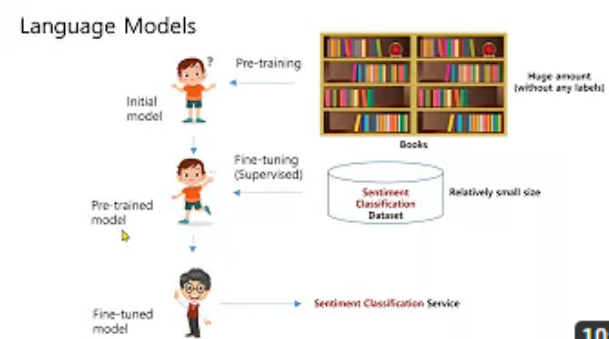 Language Models
?
Pre-training
Initial
model
Huge amount
(without any labels)
Books
Fine-tuning
(Supervised)
Sentiment
Classification
Dataset
Relatively small size
Pre-trained
model
Sentiment Classification Service
Fine-tuned
model
10